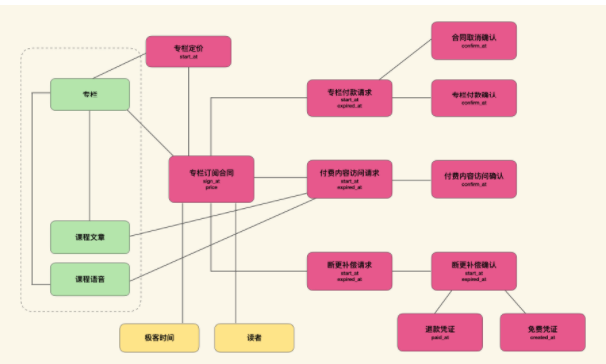 专栏定价
start_at
合同取消确认
confirm_at
专栏
专栏付款请求
start_at
expired_at
专栏付款确认
confirm_at
专栏订阅合同
sign_at
price
付费内容访问请求
start_at
expired_at
付费内容访问确认
confirm_at
课程文章
课程语音
断更补偿请求
start_at
expired_at
断更补偿确认
start_at
expired_at
极客时间
读者
退款凭证
paid_at
免费凭证
created_at